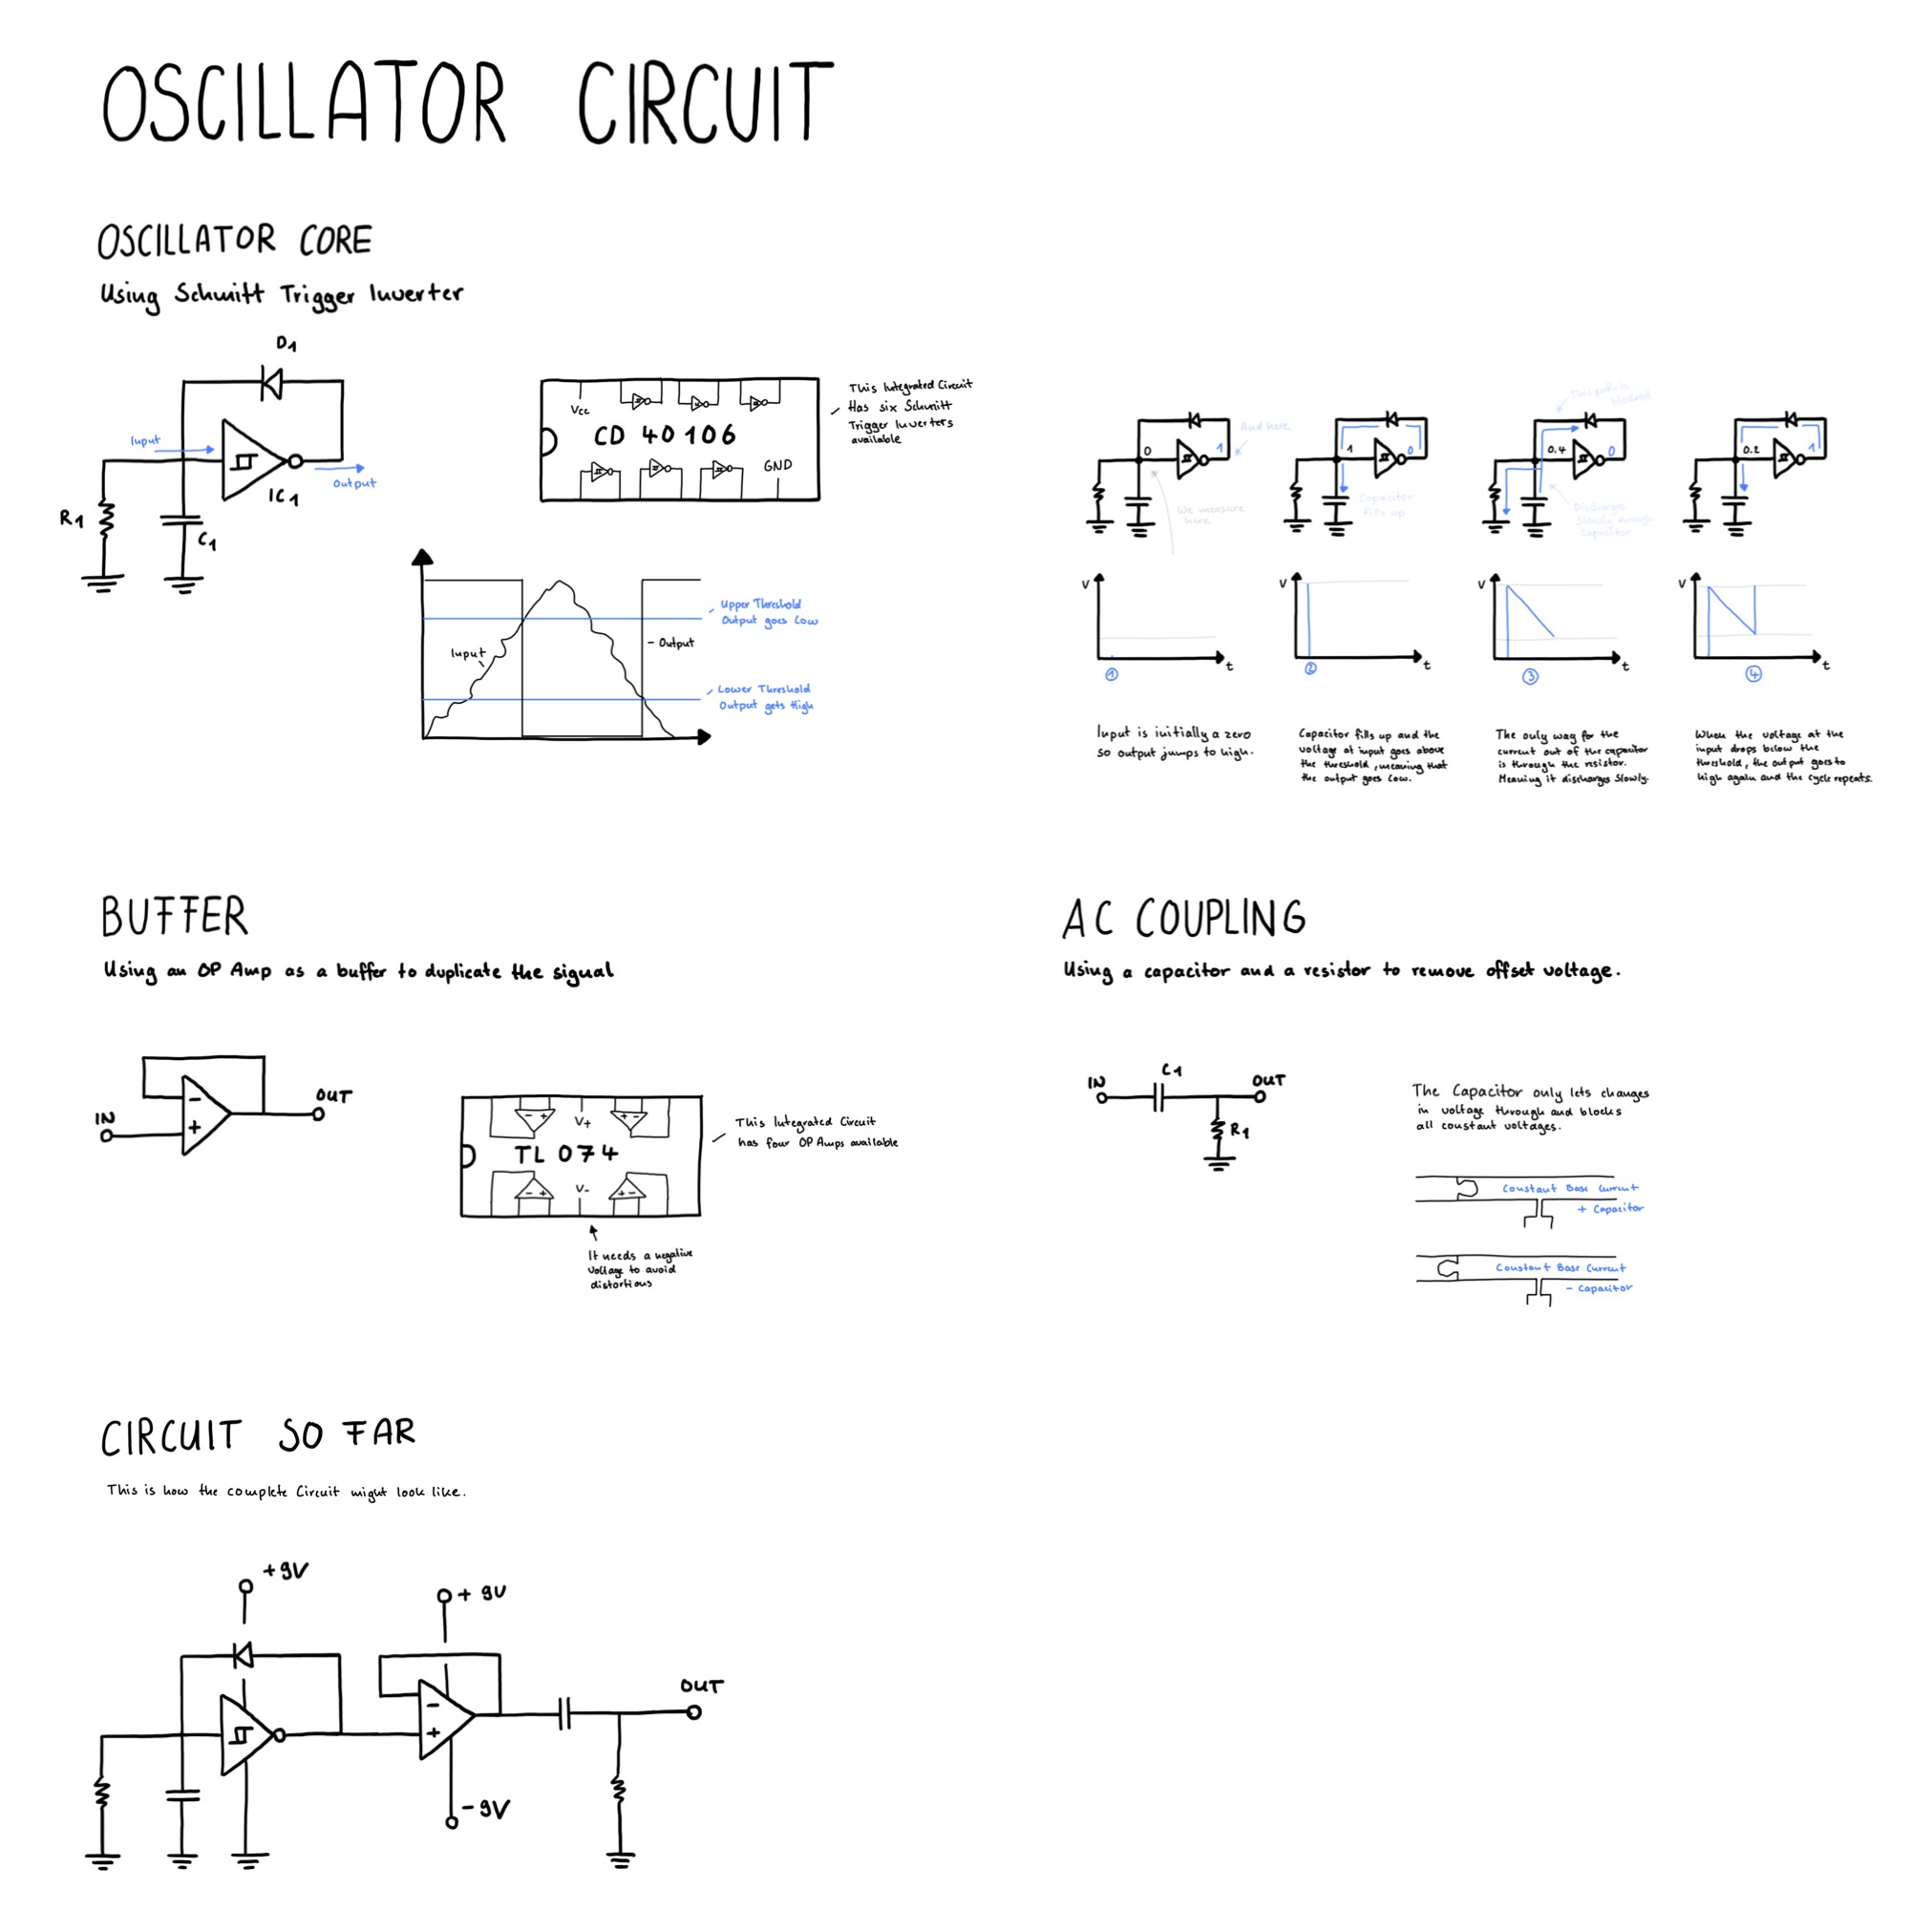 OSCILLATOR CIRCUIT
OSCILLATOR CORE
Using Schmitt Trigger Inverter
D1
Input
Output
IC1
R1
C1
Vcc
CD 40106
GND
This Integrated Circuit
Has six Schmitt
Trigger Inverters
available
Input
Output
Upper Threshold
Output goes Low
Lower Threshold
Output gets High
0
1
And here
We measure
here
V
t
1
Input is initially a zero
so output jumps to high.
1
0
Capacitor
fills up
V
t
2
Capacitor fills up and the
voltage at input goes above
the threshold, meaning that
the output goes Low.
This path is
blocked
0.4
0
Discharges
Slowly through
Capacitor
V
t
3
The only way for the
current out of the capacitor
is through the resistor.
Meaning it discharges Slowly.
0.2
1
V
t
4
When the voltage at the
input drops below the
threshold, the output goes to
high again and the cycle repeats.
BUFFER
Using an OP Amp as a buffer to duplicate the signal
IN
-
+
OUT
- +
V+
+ -
TL 074
- +
V-
+ -
This Integrated Circuit
has four OP Amps available
It needs a negative
Voltage to avoid
distortions
AC COUPLING
Using a capacitor and a resistor to remove offset voltage.
IN
C1
OUT
R1
The Capacitor only lets changes
in voltage through and blocks
all constant voltages.
Constant Base Current
+ Capacitor
Constant Base Current
- Capacitor
CIRCUIT SO FAR
This is how the complete Circuit might look like.
+9V
+9V
-
+
-9V
OUT